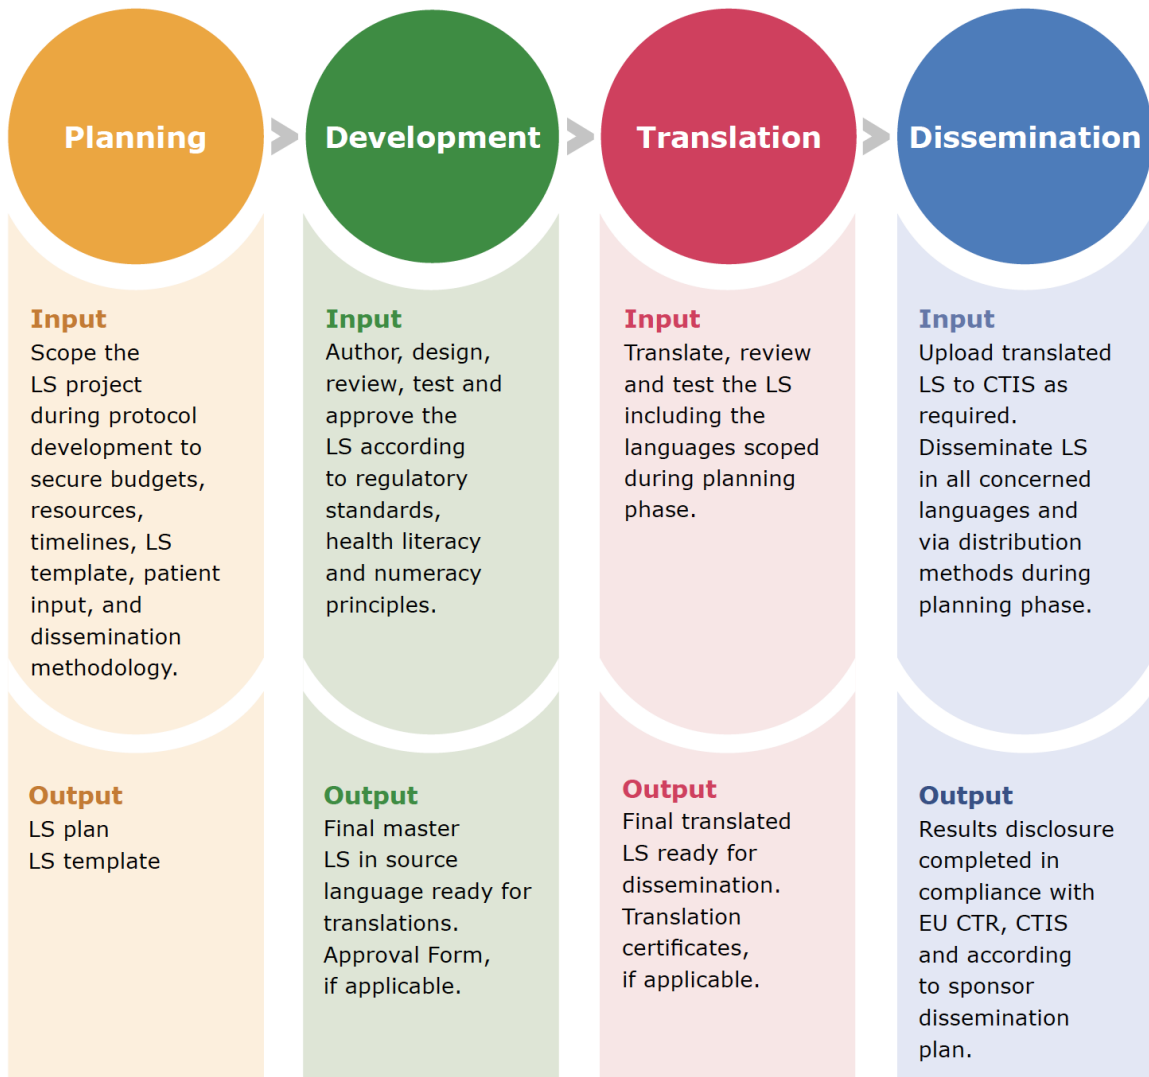 Planning
Development
Translation
Dissemination
Input
Scope the
LS project
during protocol
development to
secure budgets,
resources,
timelines, LS
template, patient
input, and
dissemination
methodology.
Output
LS plan
LS template
Input
Author, design,
review, test and
approve the
LS according
to regulatory
standards,
health literacy
and numeracy
principles.
Output
Final master
LS in source
language ready for
translations.
Approval Form,
if applicable.
Input
Translate, review
and test the LS
including the
languages scoped
during planning
phase.
Output
Final translated
LS ready for
dissemination.
Translation
certificates,
if applicable.
Input
Upload translated
LS to CTIS as
required.
Disseminate LS
in all concerned
languages and
via distribution
methods during
planning phase.
Output
Results disclosure
completed in
compliance with
EU CTR, CTIS
and according
to sponsor
dissemination
plan.